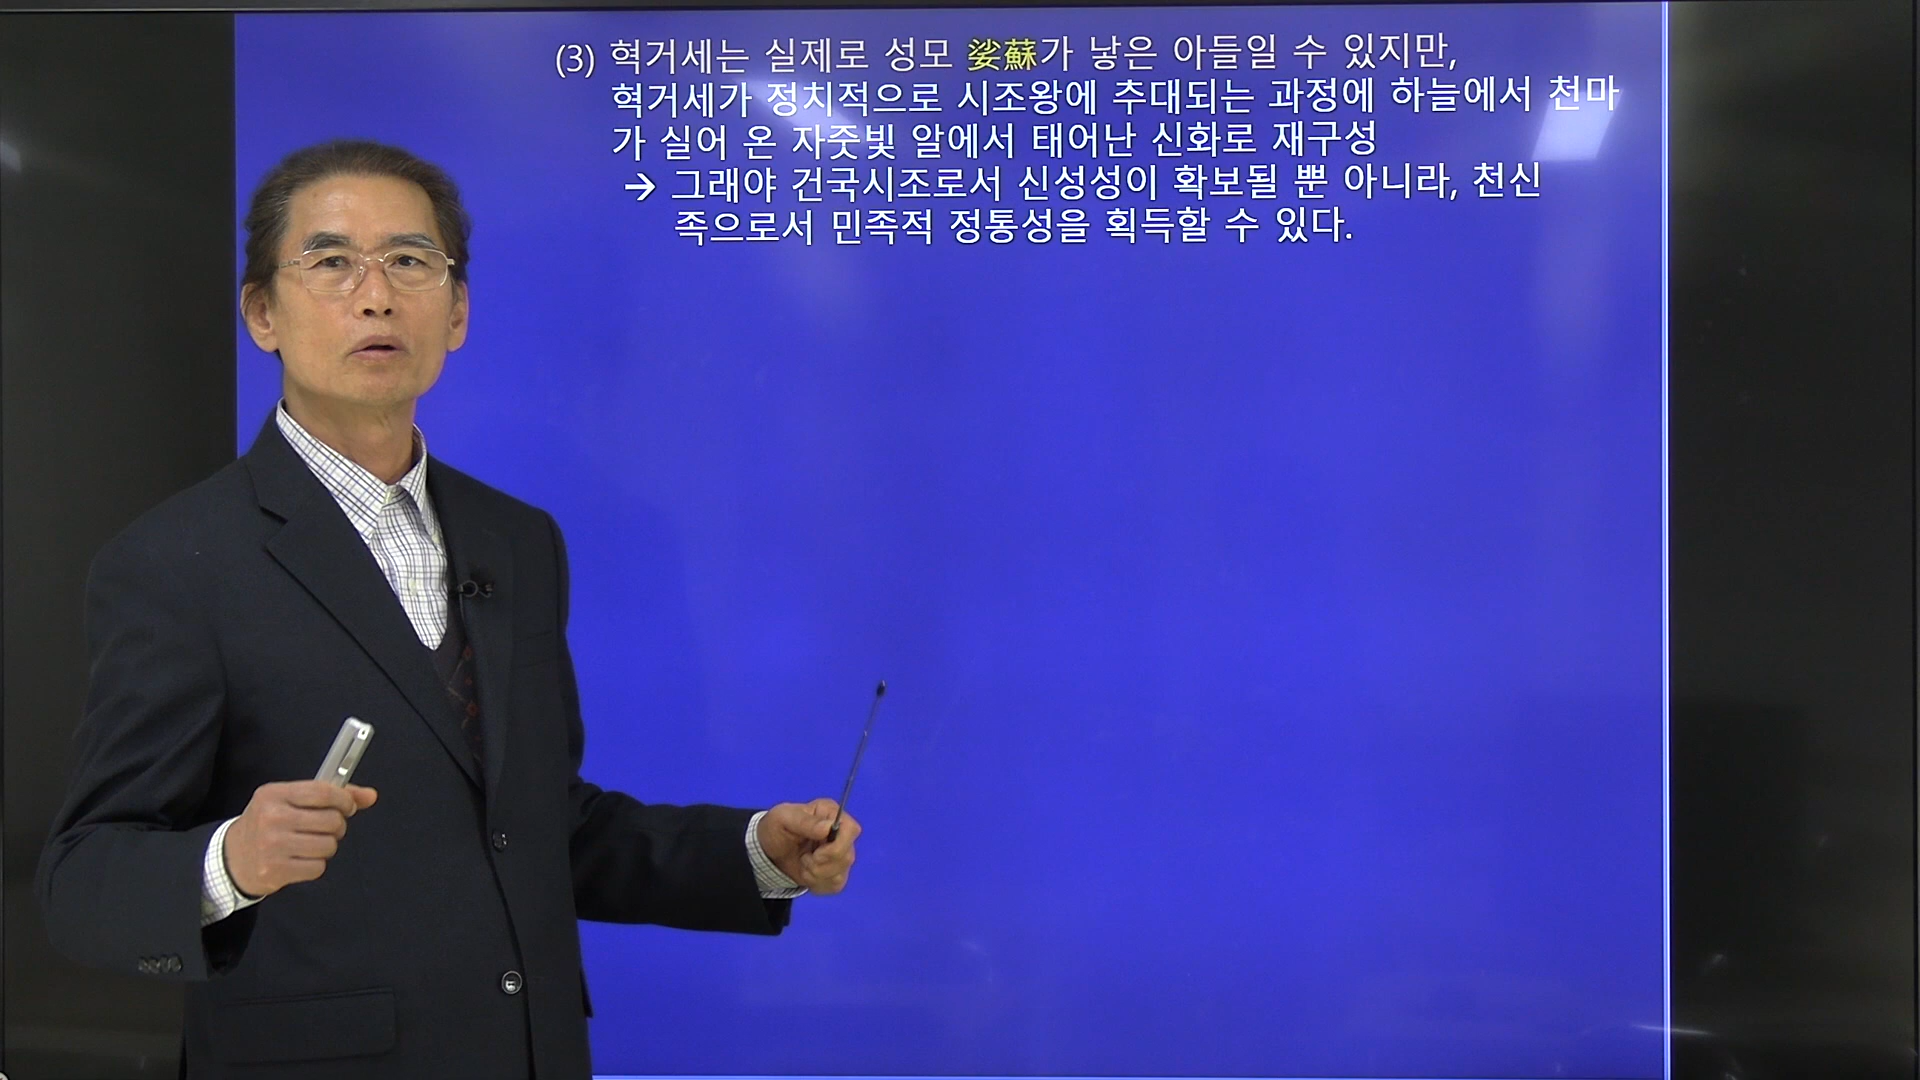 (3) 혁거세는 실제로 성모 娑蘇가 낳은 아들일 수 있지만,
혁거세가 정치적으로 시조왕에 추대되는 과정에 하늘에서 천마
가 실어 온 자줏빛 알에서 태어난 신화로 재구성
→ 그래야 건국시조로서 신성성이 확보될 뿐 아니라, 천신
족으로서 민족적 정통성을 획득할 수 있다.